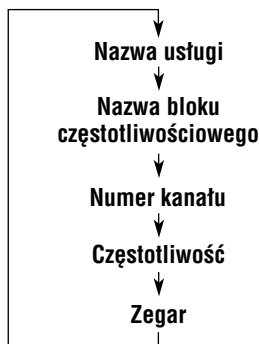 Nazwa usługi
Nazwa bloku
częstotliwościowego
Numer kanału
Częstotliwość
Zegar